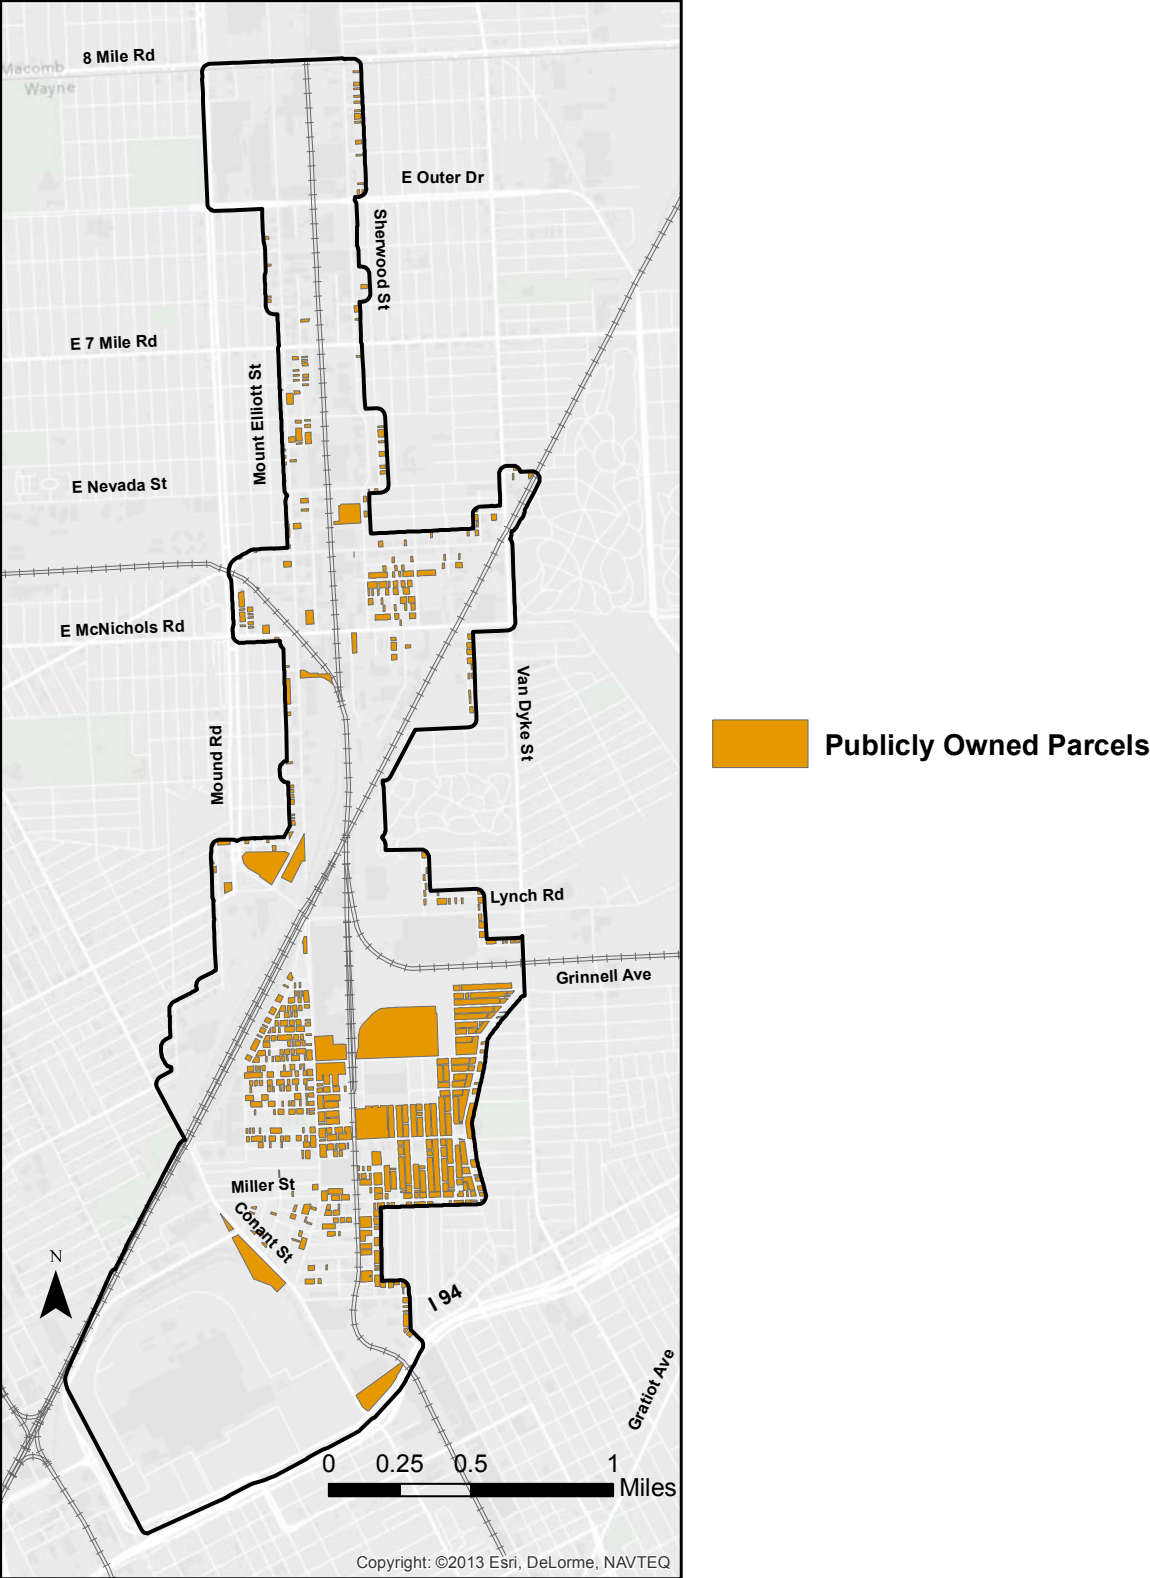 8 Mile Rd
Macomb
Wayne
E Outer Dr
Sherwood St
E 7 Mile Rd
Mount Elliott St
E Nevada St
E McNichols Rd
Van Dyke St
Mound Rd
Publicly Owned Parcels
Lynch Rd
Grinnell Ave
Miller St
Conant St
N
I 94
Gratiot Ave
0 0.25 0.5 1
Miles
Copyright: ©2013 Esri, DeLorme, NAVTEQ